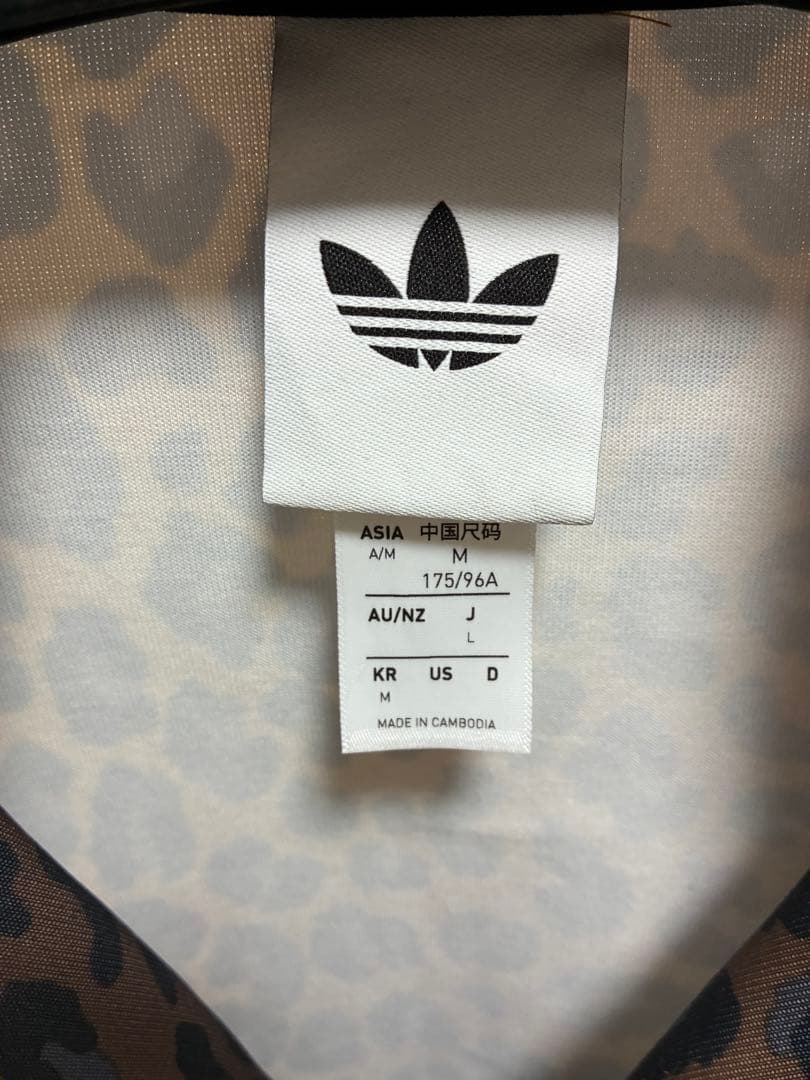 ASIA 中国尺码
A/M M
175/96A
AU/NZ J
L
KR US D
M
MADE IN CAMBODIA